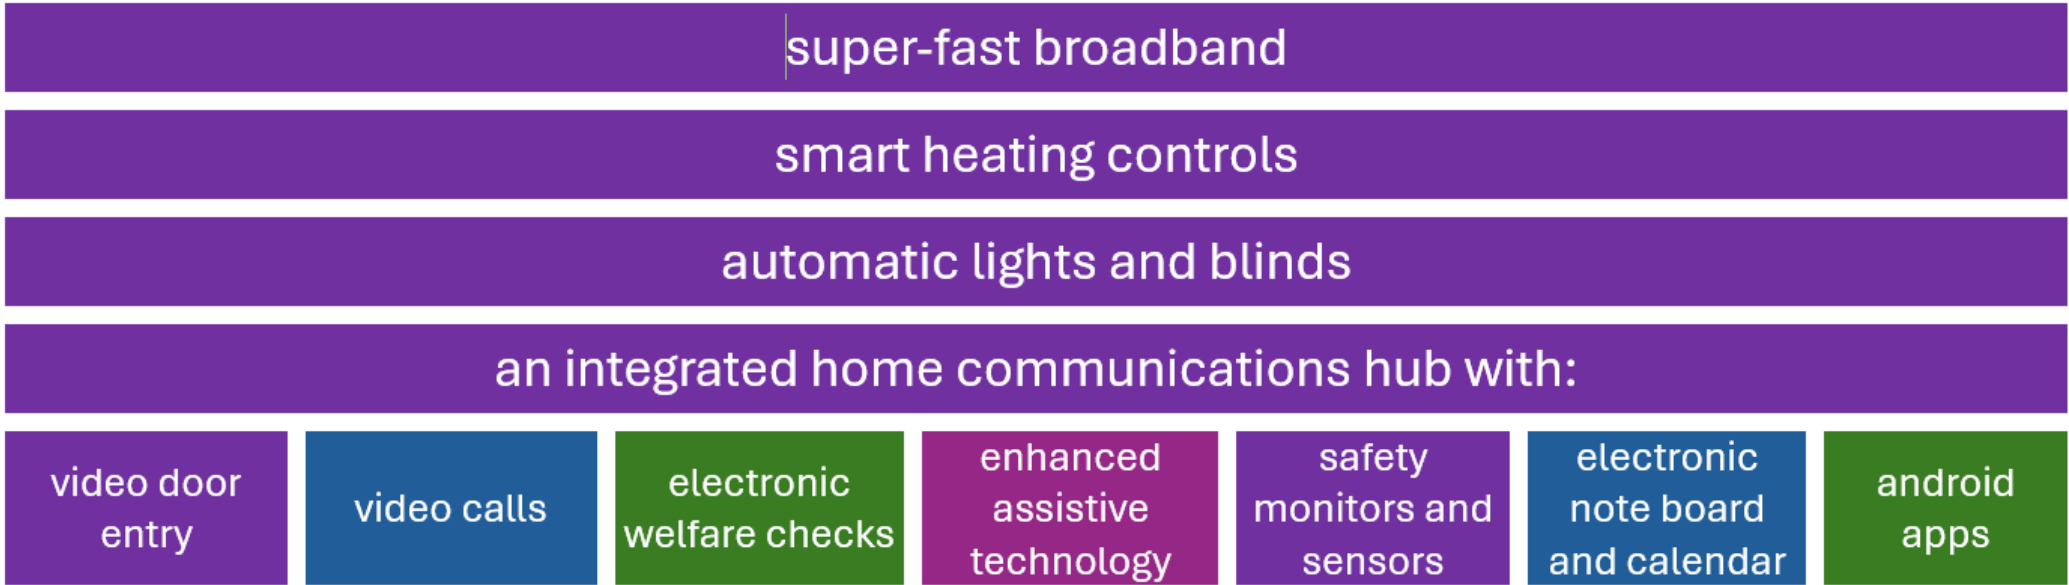 super-fast broadband
smart heating controls
automatic lights and blinds
an integrated home communications hub with:
video door
entry
video calls
electronic
welfare checks
enhanced
assistive
technology
safety
monitors and
sensors
electronic
note board
and calendar
android
apps